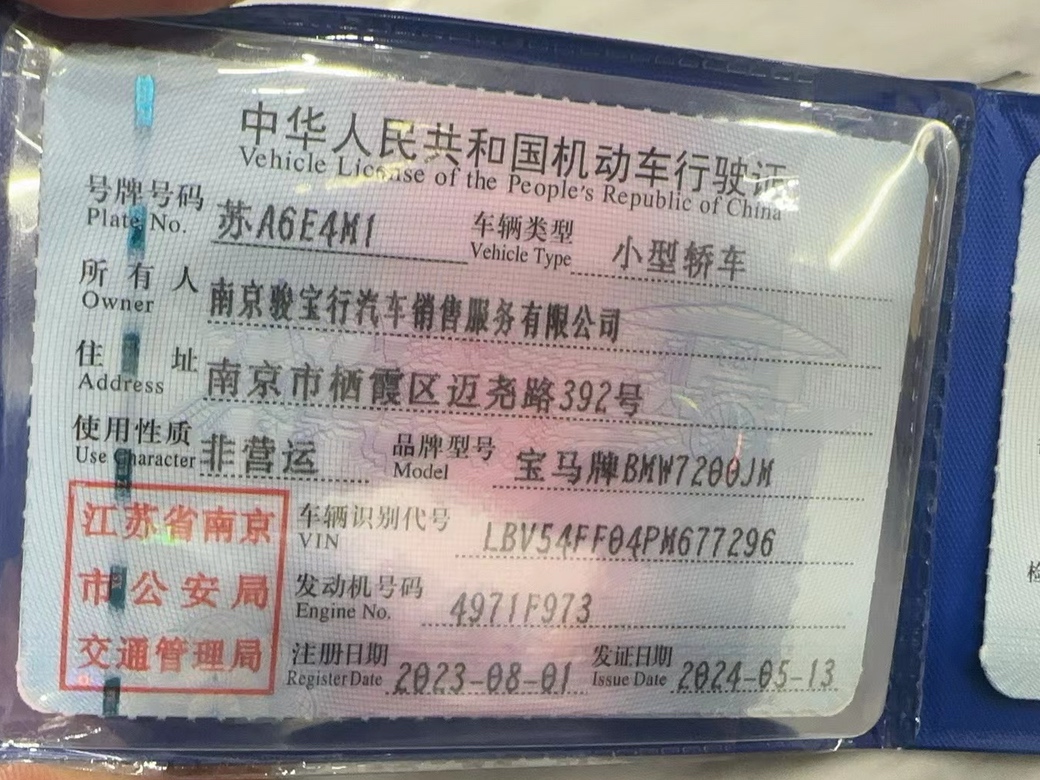 中华人民共和国机动车行驶证
Vehicle License of the People's Republic of China
号牌号码 苏A6E4M1 车辆类型 小型轿车
Plate No. Vehicle Type
所有人 南京骏宝行汽车销售服务有限公司
Owner
住址 南京市栖霞区迈尧路392号
Address
使用性质 非营运 品牌型号 宝马牌BMW7200JM
Use Character Model
江苏省南京
市公安局
交通管理局
车辆识别代号 LBV54FF04PM677296
VIN
发动机号码 4971F973
Engine No.
注册日期 2023-08-01 发证日期 2024-05-13
Register Date Issue Date
检